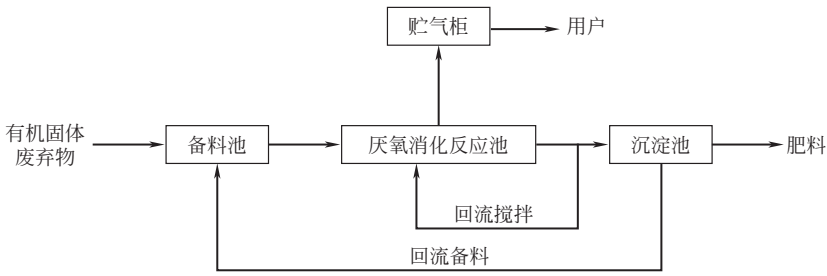 贮气柜
用户
有机固体
废弃物
备料池
厌氧消化反应池
沉淀池
肥料
回流搅拌
回流备料